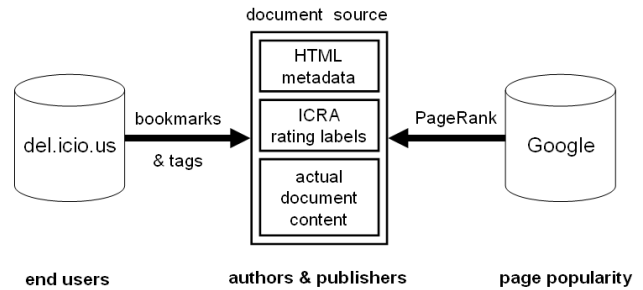 document source
HTML
metadata
ICRA
rating labels
actual
document
content
del.icio.us
bookmarks
& tags
PageRank
Google
end users
authors & publishers
page popularity